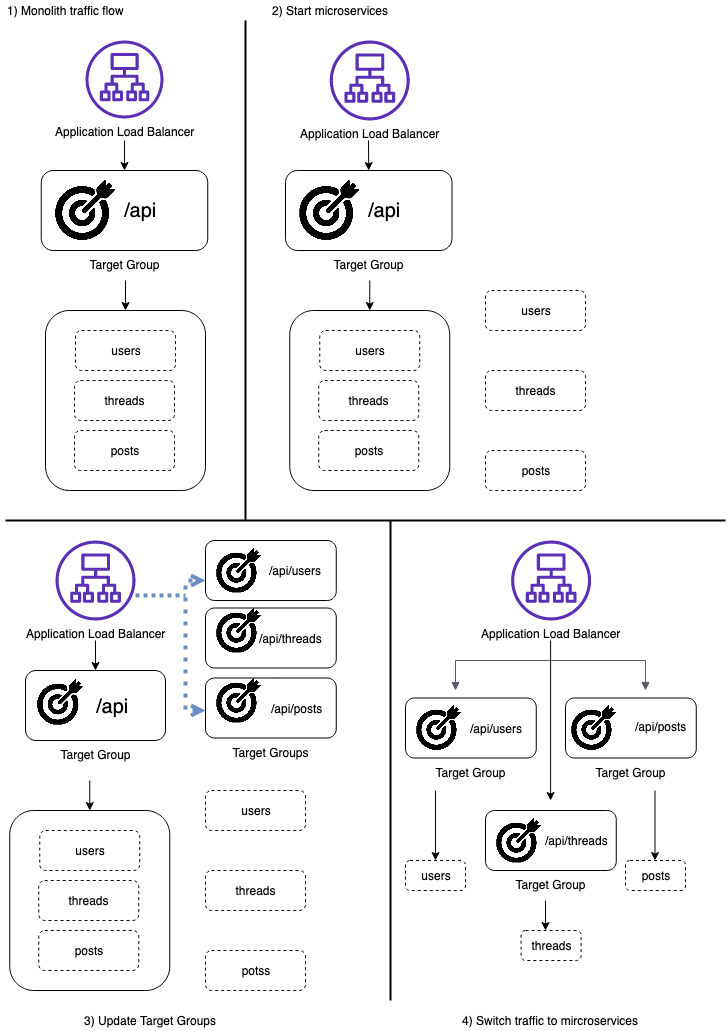 1) Monolith traffic flow
Application Load Balancer
/api
Target Group
users
threads
posts
2) Start microservices
Application Load Balancer
/api
Target Group
users
threads
posts
users
threads
posts
Application Load Balancer
/api
Target Group
users
threads
posts
/api/users
/api/threads
/api/posts
Target Groups
users
threads
potss
3) Update Target Groups
Application Load Balancer
/api/users
Target Group
users
/api/posts
Target Group
posts
/api/threads
Target Group
threads
4) Switch traffic to mircroservices